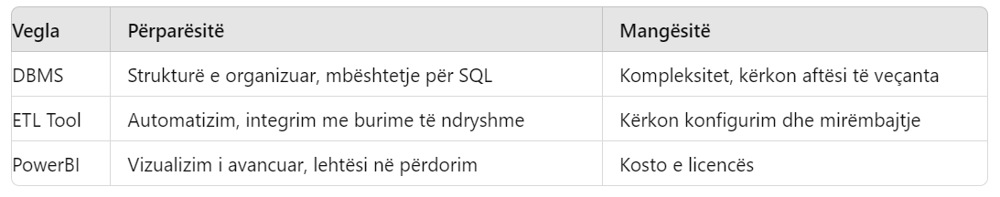 Vegla Përparësitë Mangësitë
DBMS Strukturë e organizuar, mbështetje për SQL Kompleksitet, kërkon aftësi të veçanta
ETL Tool Automatizim, integrim me burime të ndryshme Kërkon konfigurim dhe mirëmbajtje
PowerBI Vizualizim i avancuar, lehtësi në përdorim Kosto e licencës